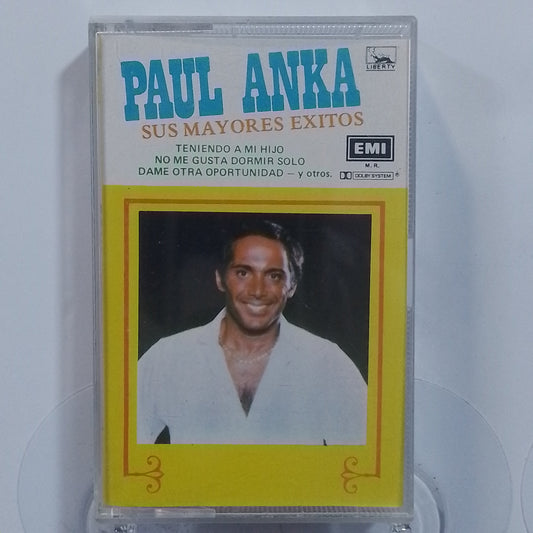 PAUL ANKA
LIBERTY
SUS MAYORES EXITOS
TENIENDO A MI HIJO
NO ME GUSTA DORMIR SOLO
DAME OTRA OPORTUNIDAD – y otros.
EMI
M. R.
DOLBY SYSTEM ®